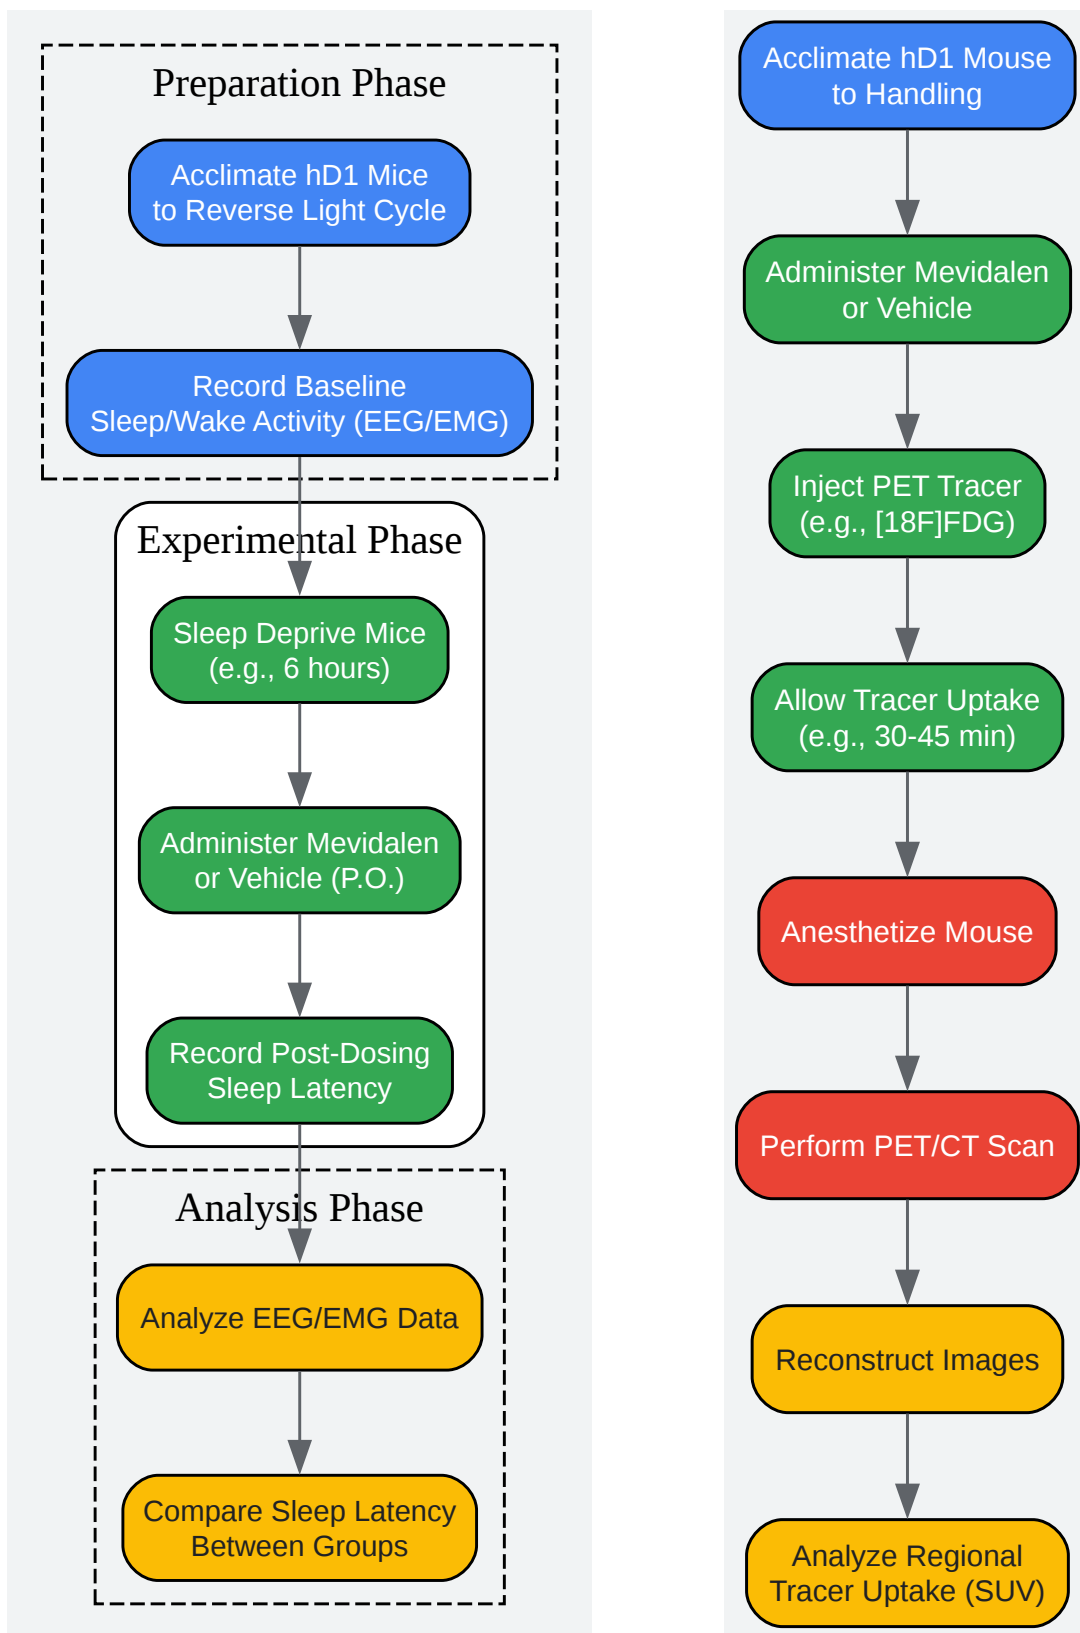 Preparation Phase
Acclimate hD1 Mice
to Reverse Light Cycle
Record Baseline
Sleep/Wake Activity (EEG/EMG)
Experimental Phase
Sleep Deprive Mice
(e.g., 6 hours)
Administer Mevidalen
or Vehicle (P.O.)
Record Post-Dosing
Sleep Latency
Analysis Phase
Analyze EEG/EMG Data
Compare Sleep Latency
Between Groups
Acclimate hD1 Mouse
to Handling
Administer Mevidalen
or Vehicle
Inject PET Tracer
(e.g., [18F]FDG)
Allow Tracer Uptake
(e.g., 30-45 min)
Anesthetize Mouse
Perform PET/CT Scan
Reconstruct Images
Analyze Regional
Tracer Uptake (SUV)